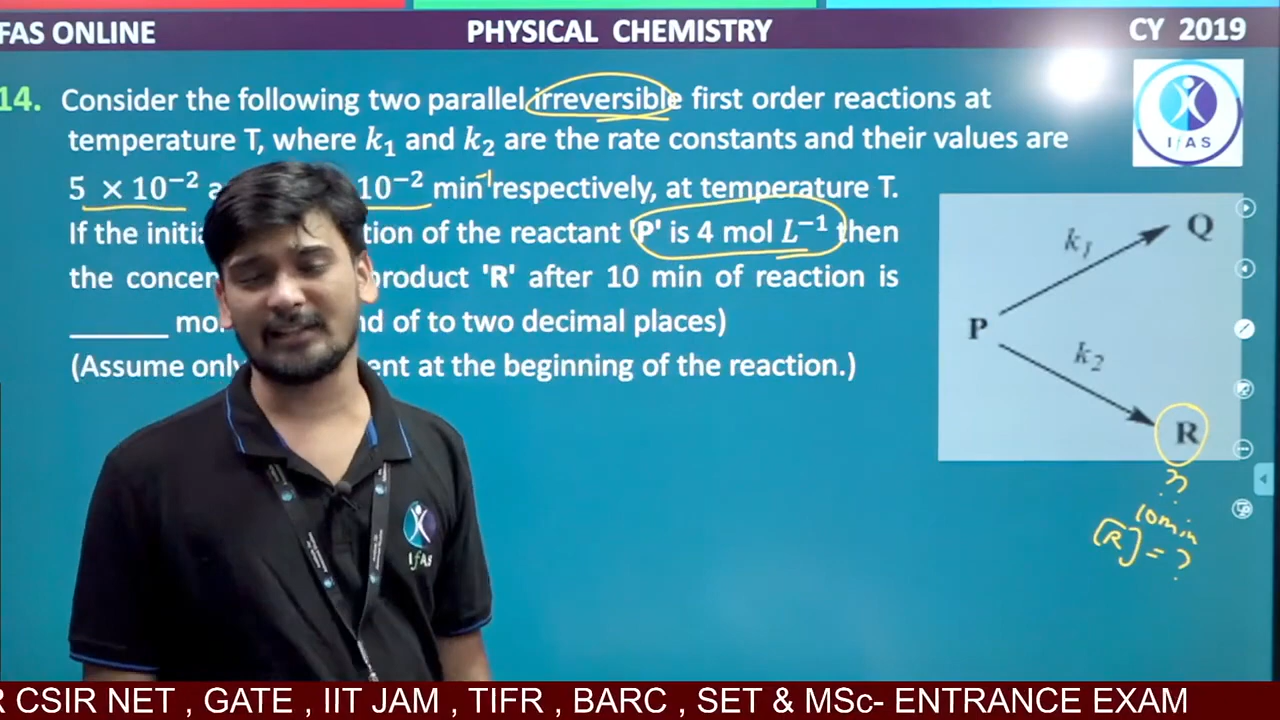 FAS ONLINE
PHYSICAL CHEMISTRY
CY 2019
14. Consider the following two parallel irreversible first order reactions at
temperature T, where k₁ and k₂ are the rate constants and their values are
5 × 10⁻² 10⁻² min⁻¹ respectively, at temperature T.
If the initia tion of the reactant 'P' is 4 mol L⁻¹ then
the concen product 'R' after 10 min of reaction is
______ mo nd of to two decimal places)
(Assume only ent at the beginning of the reaction.)
IfAS
k₁
Q
P
k₂
R
10min
[R] = ?
IfAS
R CSIR NET , GATE , IIT JAM , TIFR , BARC , SET & MSc- ENTRANCE EXAM